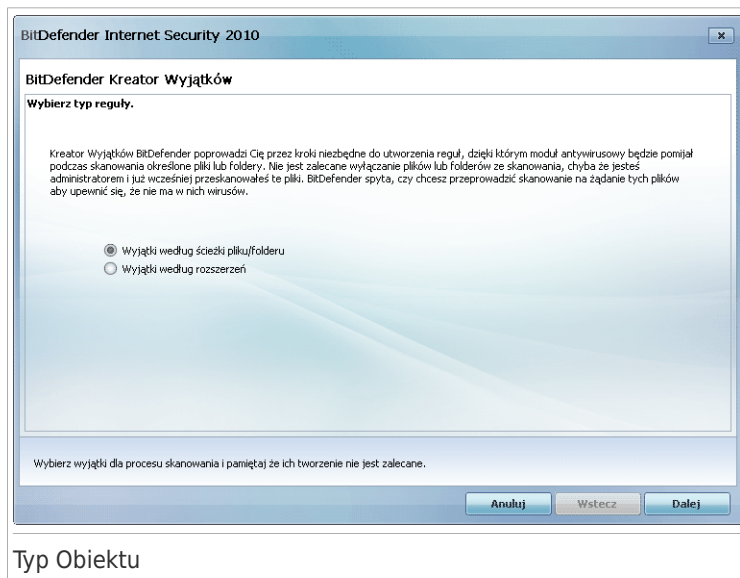 BitDefender Internet Security 2010
BitDefender Kreator Wyjątków
Wybierz typ reguły.
Kreator Wyjątków BitDefender poprowadzi Cię przez kroki niezbędne do utworzenia reguł, dzięki którym moduł antywirusowy będzie pomijał
podczas skanowania określone pliki lub foldery. Nie jest zalecane wyłączanie plików lub folderów ze skanowania, chyba że jesteś
administratorem i już wcześniej przeskanowałeś te pliki. BitDefender spyta, czy chcesz przeprowadzić skanowanie na żądanie tych plików
aby upewnić się, że nie ma w nich wirusów.
Wyjątki według ścieżki pliku/folderu
Wyjątki według rozszerzeń
Wybierz wyjątki dla procesu skanowania i pamiętaj że ich tworzenie nie jest zalecane.
Anuluj Wstecz Dalej
Typ Obiektu